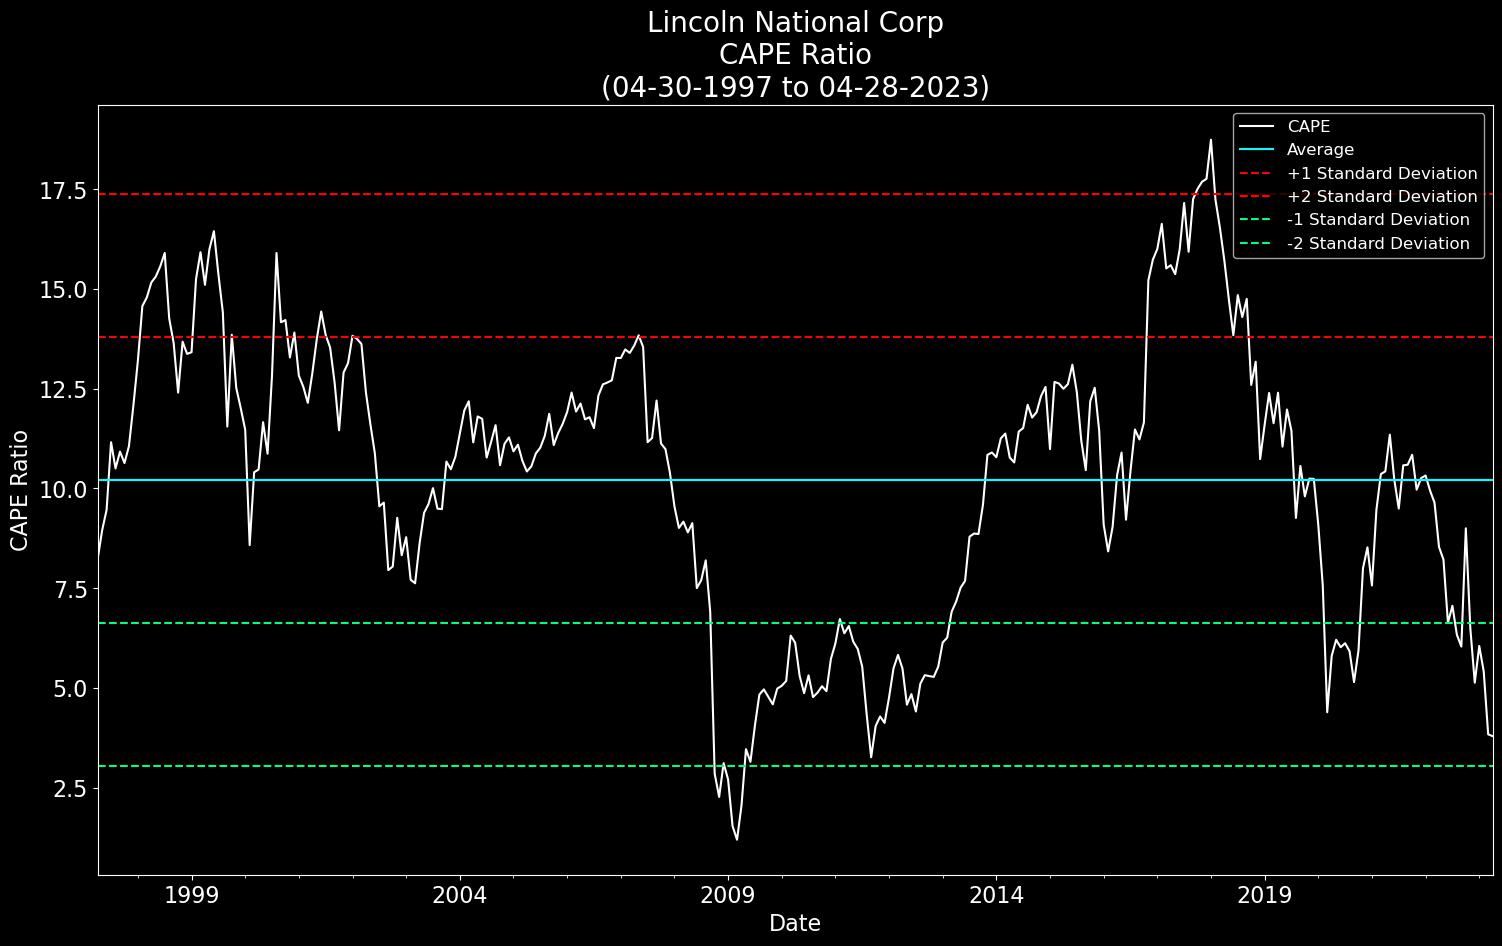 Lincoln National Corp
CAPE Ratio
(04-30-1997 to 04-28-2023)
CAPE
Average
+1 Standard Deviation
+2 Standard Deviation
-1 Standard Deviation
-2 Standard Deviation
CAPE Ratio
17.5
15.0
12.5
10.0
7.5
5.0
2.5
1999 2004 2009 2014 2019
Date